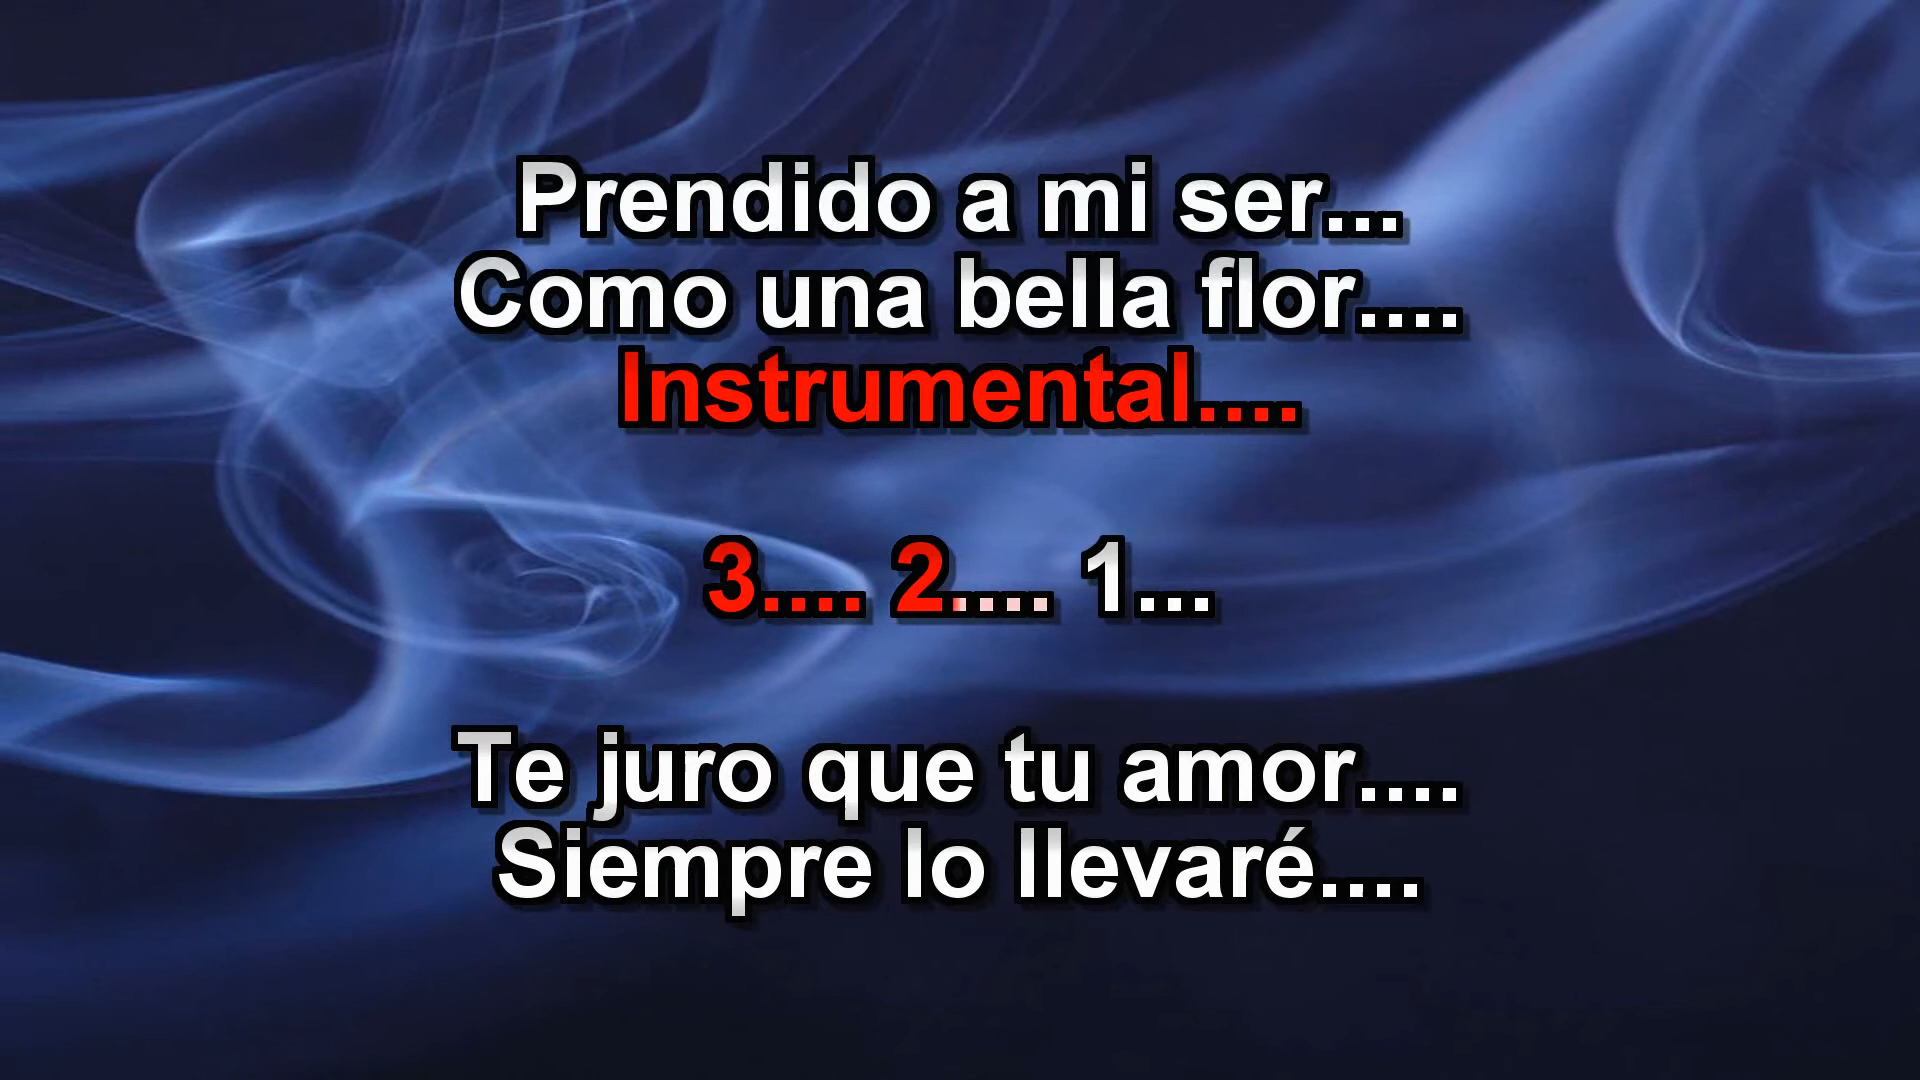 Prendido a mi ser...
Como una bella flor....
Instrumental....
3.... 2.... 1...
Te juro que tu amor....
Siempre lo llevaré....